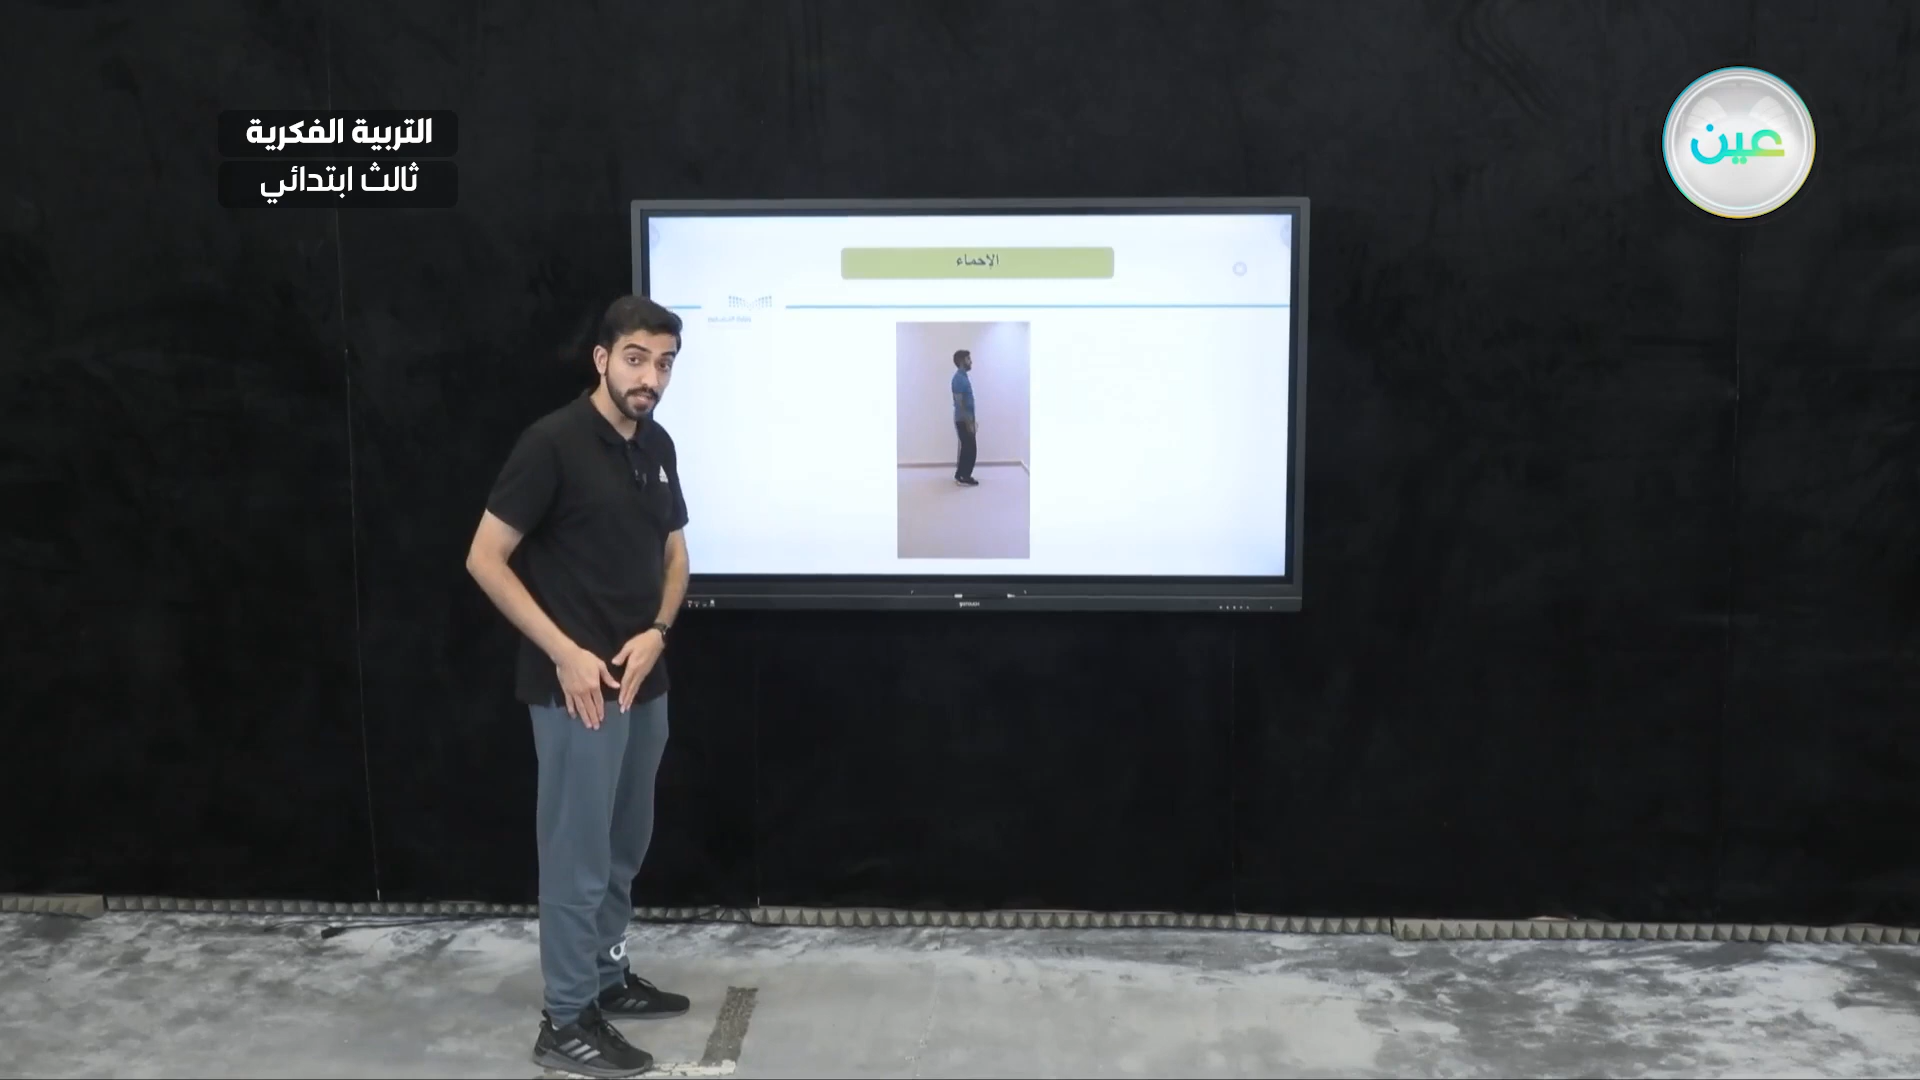 التربية الفكرية
ثالث ابتدائي
عين
الإحماء